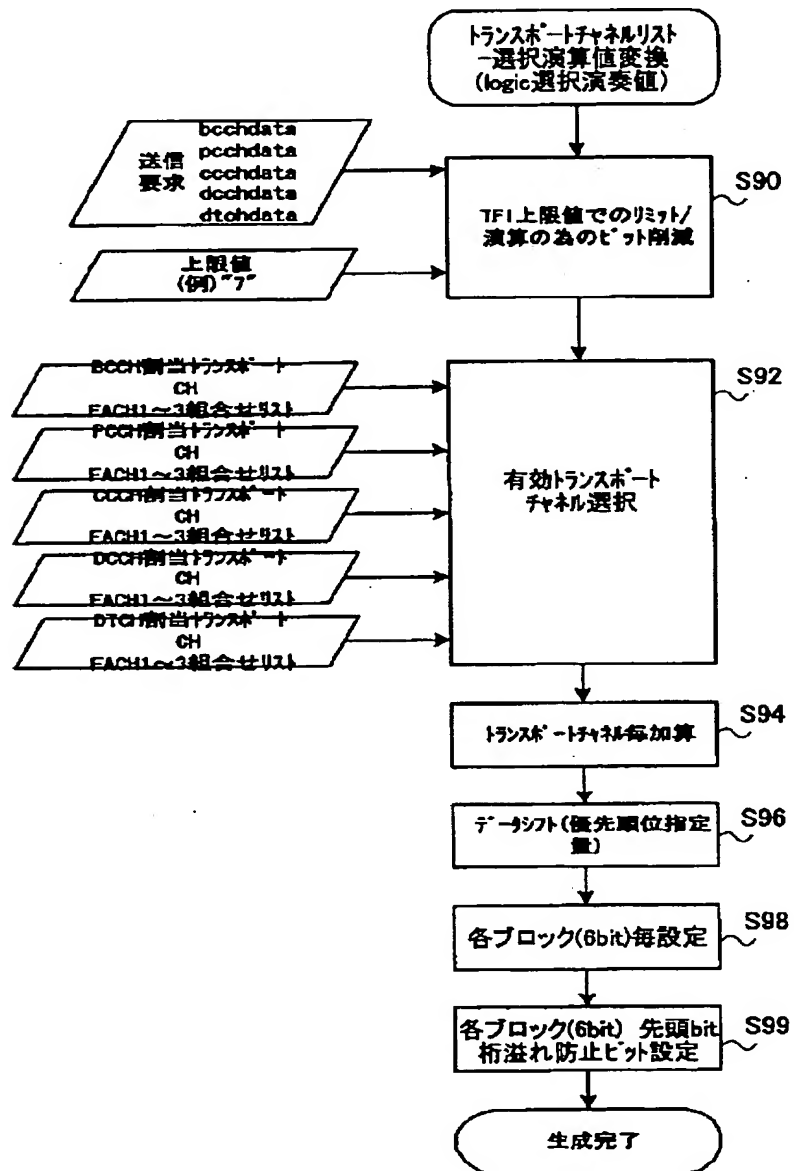 トランスポートチャネルリスト
-選択演算値変換
(logic選択演奏値)
送信
要求
bcchdata
pcchdata
ccchdata
dcchdata
dtchdata
上限値
(例)"7"
S90
TFI上限値でのリミット/
演算の為のビット削減
BCCH割当トランスポート
CH
FACH1～3組合せリスト
PCCH割当トランスポート
CH
FACH1～3組合せリスト
CCCH割当トランスポート
CH
FACH1～3組合せリスト
DCCH割当トランスポート
CH
FACH1～3組合せリスト
DTCH割当トランスポート
CH
FACH1～3組合せリスト
S92
有効トランスポート
チャネル選択
S94
トランスポートチャネル毎加算
S96
データシフト(優先順位指定
量)
S98
各ブロック(6bit)毎設定
S99
各ブロック(6bit) 先頭bit
桁溢れ防止ビット設定
生成完了